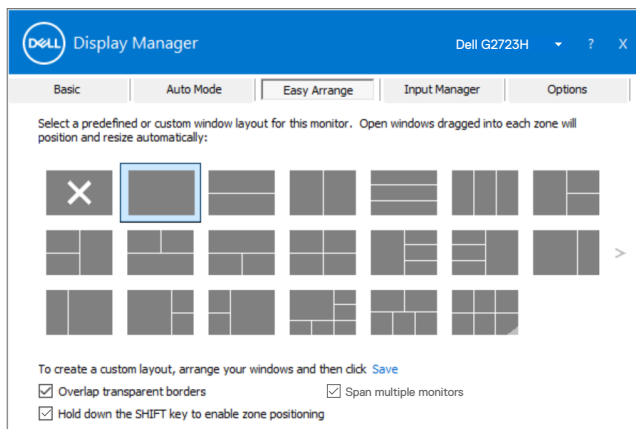 DELL Display Manager Dell G2723H ? X
Basic Auto Mode Easy Arrange Input Manager Options
Select a predefined or custom window layout for this monitor. Open windows dragged into each zone will
position and resize automatically:
>
To create a custom layout, arrange your windows and then click Save
Overlap transparent borders Span multiple monitors
Hold down the SHIFT key to enable zone positioning